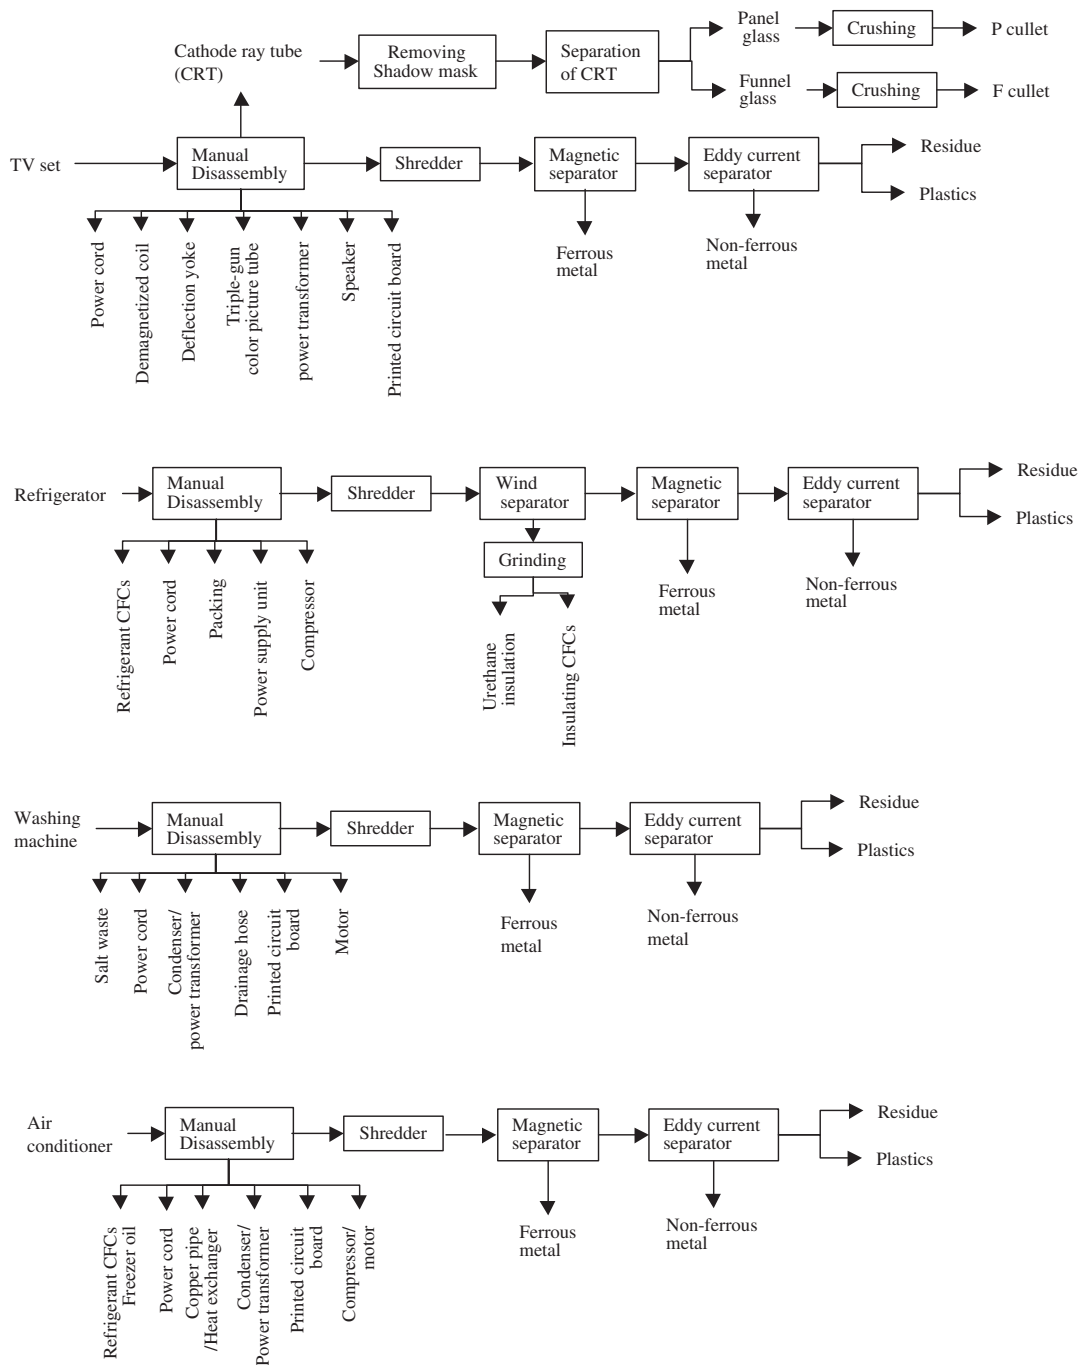 Cathode ray tube
(CRT)
Removing
Shadow mask
Separation
of CRT
Panel
glass
Crushing
P cullet
Funnel
glass
Crushing
F cullet
TV set
Manual
Disassembly
Shredder
Magnetic
separator
Eddy current
separator
Residue
Plastics
Ferrous
metal
Non-ferrous
metal
Power cord
Demagnetized coil
Deflection yoke
Triple-gun
color picture tube
power transformer
Speaker
Printed circuit board
Refrigerator
Manual
Disassembly
Shredder
Wind
separator
Magnetic
separator
Eddy current
separator
Residue
Plastics
Grinding
Ferrous
metal
Non-ferrous
metal
Refrigerant CFCs
Power cord
Packing
Power supply unit
Compressor
Urethane
insulation
Insulating CFCs
Washing
machine
Manual
Disassembly
Shredder
Magnetic
separator
Eddy current
separator
Residue
Plastics
Ferrous
metal
Non-ferrous
metal
Salt waste
Power cord
Condenser/
power transformer
Drainage hose
Printed circuit
board
Motor
Air
conditioner
Manual
Disassembly
Shredder
Magnetic
separator
Eddy current
separator
Residue
Plastics
Ferrous
metal
Non-ferrous
metal
Refrigerant CFCs
Freezer oil
Power cord
Copper pipe
/Heat exchanger
Condenser/
Power transformer
Printed circuit
board
Compressor/
motor